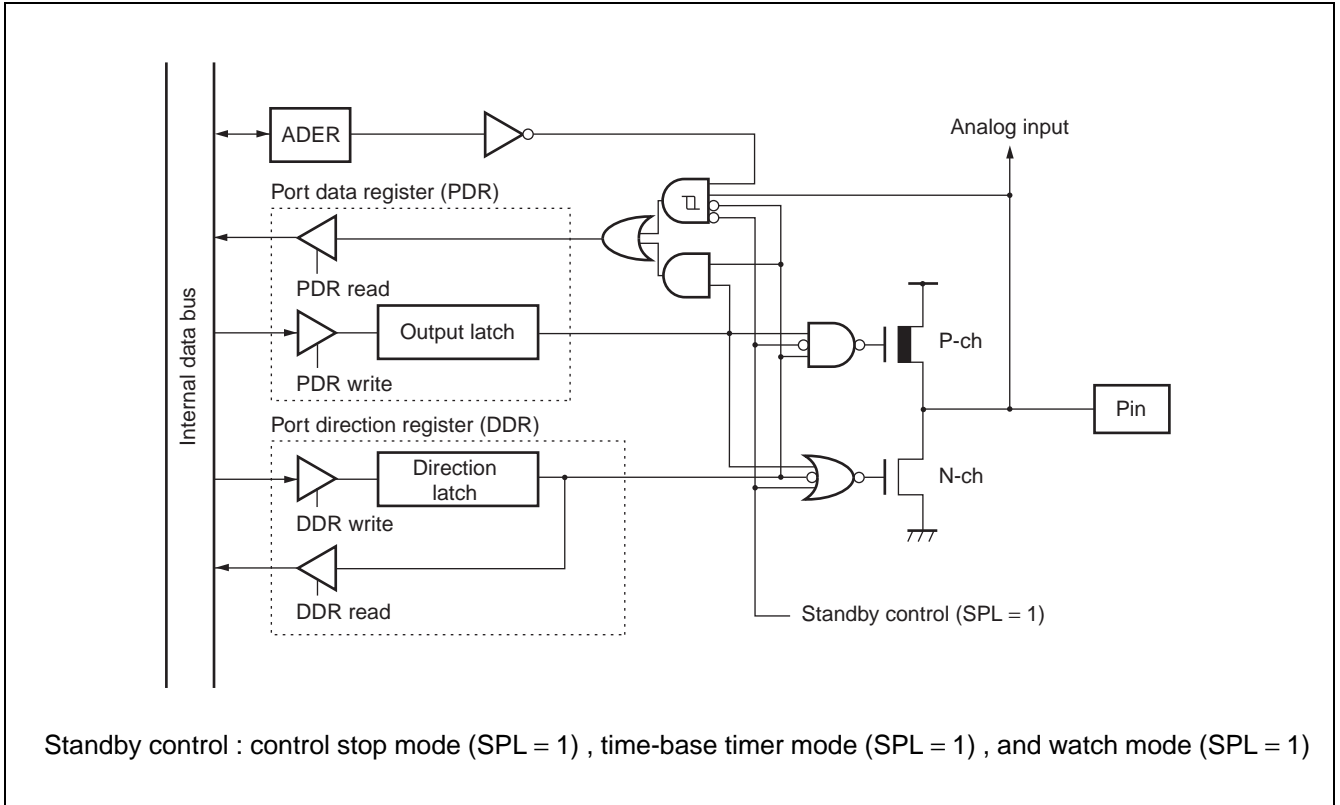 ADER
Analog input
Port data register (PDR)
PDR read
Output latch
PDR write
P-ch
Pin
Internal data bus
Port direction register (DDR)
Direction
latch
N-ch
DDR write
DDR read
Standby control (SPL = 1)
Standby control : control stop mode (SPL = 1) , time-base timer mode (SPL = 1) , and watch mode (SPL = 1)